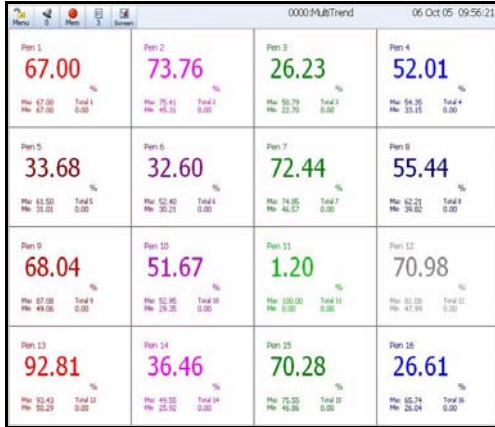 Menu 0 Mem 3 Screen 0000:MultiTrend 06 Oct 05 09:56:21
Pen 1 Pen 2 Pen 3 Pen 4
67.00 73.76 26.23 52.01
% % % %
Max 67.00 Total 1 Max 75.41 Total 2 Max 50.79 Total 3 Max 54.35 Total 4
Min 67.00 0.00 Min 45.31 0.00 Min 22.70 0.00 Min 33.15 0.00
Pen 5 Pen 6 Pen 7 Pen 8
33.68 32.60 72.44 55.44
% % % %
Max 61.50 Total 5 Max 52.40 Total 6 Max 74.85 Total 7 Max 62.21 Total 8
Min 31.01 0.00 Min 30.21 0.00 Min 46.57 0.00 Min 39.82 0.00
Pen 9 Pen 10 Pen 11 Pen 12
68.04 51.67 1.20 70.98
% % % %
Max 87.08 Total 9 Max 52.95 Total 10 Max 100.00 Total 11 Max 81.08 Total 12
Min 49.06 0.00 Min 29.35 0.00 Min 0.00 0.00 Min 47.99 0.00
Pen 13 Pen 14 Pen 15 Pen 16
92.81 36.46 70.28 26.61
% % % %
Max 93.43 Total 13 Max 49.55 Total 14 Max 75.55 Total 15 Max 65.74 Total 16
Min 50.29 0.00 Min 25.92 0.00 Min 46.86 0.00 Min 26.04 0.00